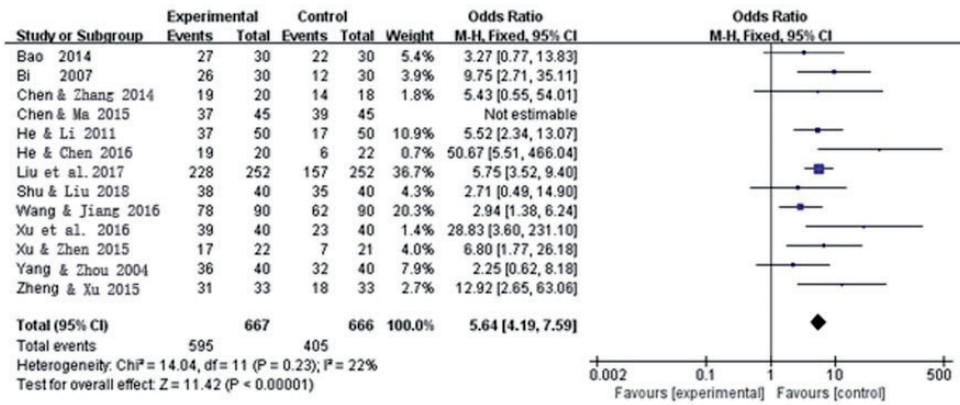 Experimental Control Odds Ratio Odds Ratio
Study or Subgroup Events Total Events Total Weight M-H, Fixed, 95% CI M-H, Fixed, 95% CI
Bao 2014 27 30 22 30 5.4% 3.27 [0.77, 13.83]
Bi 2007 26 30 12 30 3.9% 9.75 [2.71, 35.11]
Chen & Zhang 2014 19 20 14 18 1.8% 5.43 [0.55, 54.01]
Chen & Ma 2015 37 45 39 45 Not estimable
He & Li 2011 37 50 17 50 10.9% 5.52 [2.34, 13.07]
He & Chen 2016 19 20 6 22 0.7% 50.67 [5.51, 466.04]
Liu et al. 2017 228 252 157 252 36.7% 5.75 [3.52, 9.40]
Shu & Liu 2018 38 40 35 40 4.3% 2.71 [0.49, 14.90]
Wang & Jiang 2016 78 90 62 90 20.3% 2.94 [1.38, 6.24]
Xu et al. 2016 39 40 23 40 1.4% 28.83 [3.60, 231.10]
Xu & Zhen 2015 17 22 7 21 4.0% 6.80 [1.77, 26.18]
Yang & Zhou 2004 36 40 32 40 7.9% 2.25 [0.62, 8.18]
Zheng & Xu 2015 31 33 18 33 2.7% 12.92 [2.65, 63.06]
Total (95% CI) 667 666 100.0% 5.64 [4.19, 7.59]
Total events 595 405
Heterogeneity: Chi² = 14.04, df = 11 (P = 0.23); I² = 22%
Test for overall effect: Z = 11.42 (P < 0.00001)
0.002 0.1 1 10 500
Favours [experimental] Favours [control]